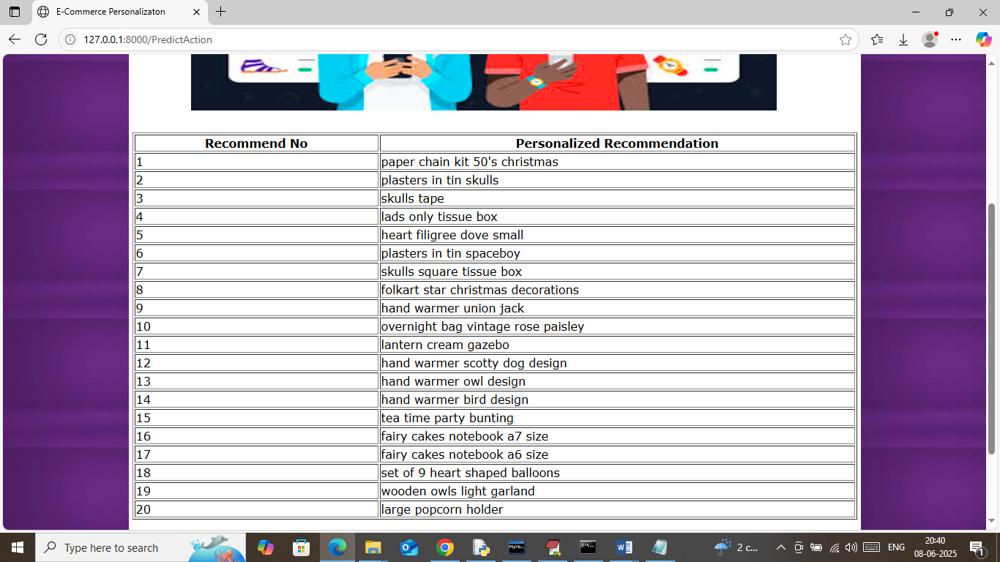 E-Commerce Personalizaton
127.0.0.1:8000/PredictAction
Recommend No Personalized Recommendation
1 paper chain kit 50's christmas
2 plasters in tin skulls
3 skulls tape
4 lads only tissue box
5 heart filigree dove small
6 plasters in tin spaceboy
7 skulls square tissue box
8 folkart star christmas decorations
9 hand warmer union jack
10 overnight bag vintage rose paisley
11 lantern cream gazebo
12 hand warmer scotty dog design
13 hand warmer owl design
14 hand warmer bird design
15 tea time party bunting
16 fairy cakes notebook a7 size
17 fairy cakes notebook a6 size
18 set of 9 heart shaped balloons
19 wooden owls light garland
20 large popcorn holder
Type here to search
2 c...
ENG
20:40
08-06-2025
1